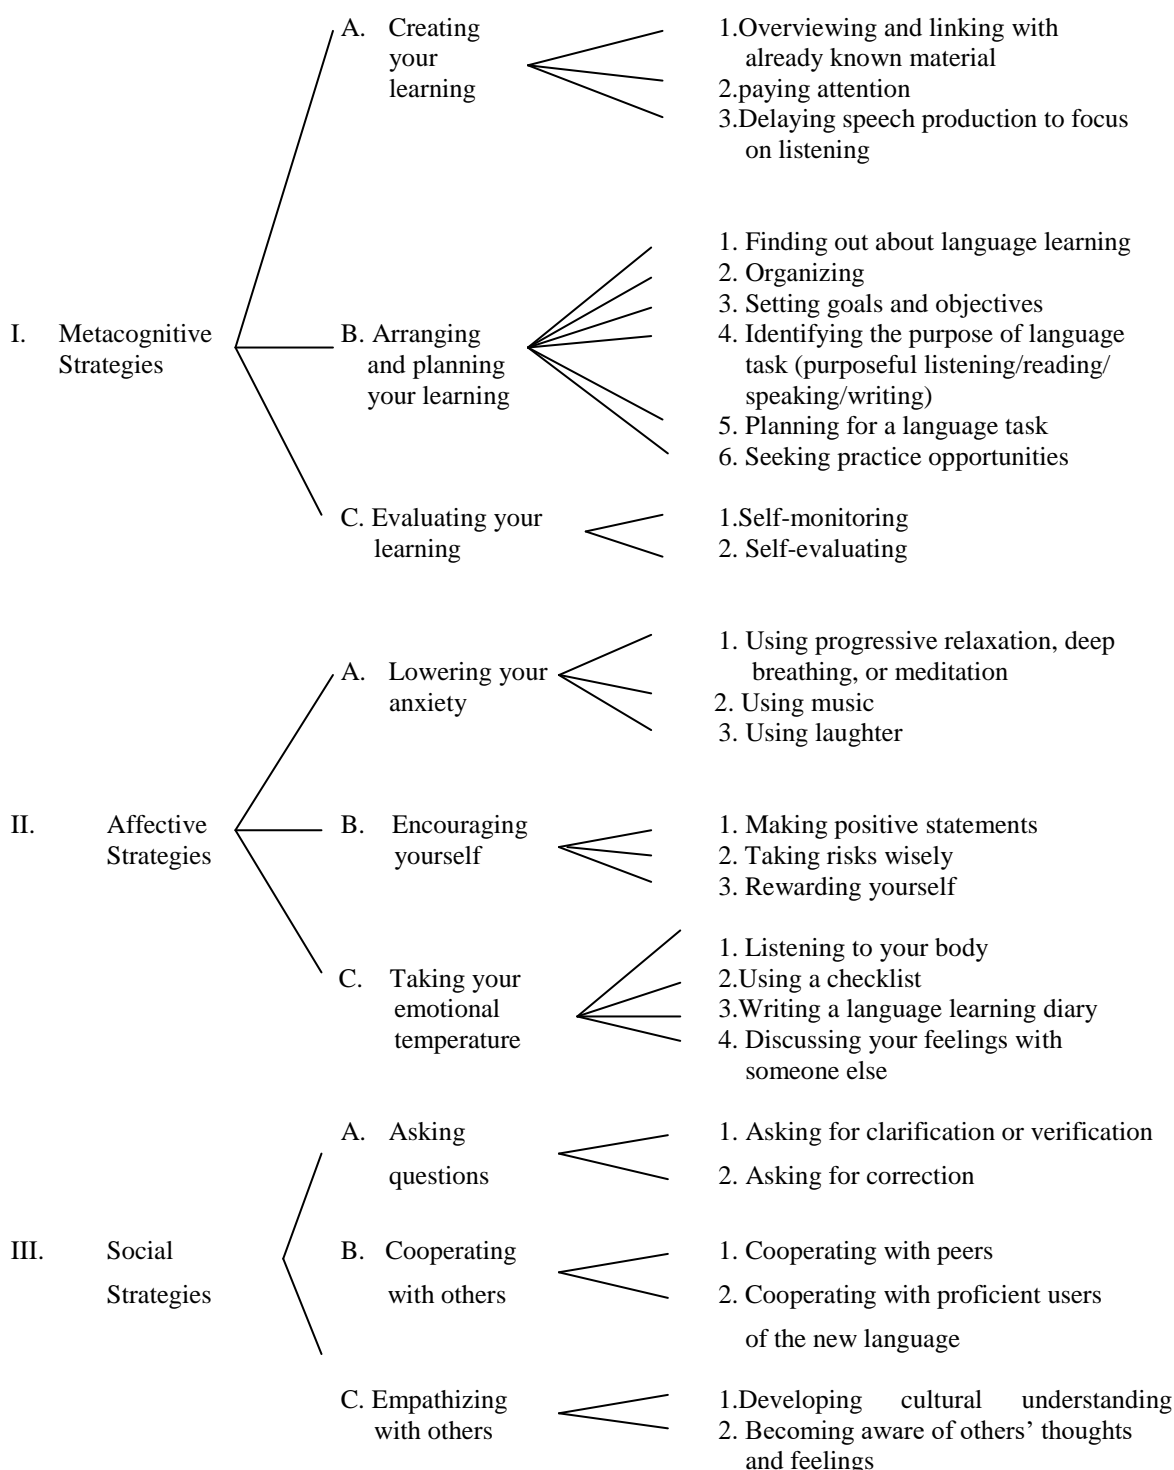 A. Creating your learning
1.Overviewing and linking with
already known material
2.paying attention
3.Delaying speech production to focus
on listening
I. Metacognitive
Strategies
B. Arranging
and planning
your learning
1. Finding out about language learning
2. Organizing
3. Setting goals and objectives
4. Identifying the purpose of language
task (purposeful listening/reading/
speaking/writing)
5. Planning for a language task
6. Seeking practice opportunities
C. Evaluating your
learning
1.Self-monitoring
2. Self-evaluating
A. Lowering your
anxiety
1. Using progressive relaxation, deep
breathing, or meditation
2. Using music
3. Using laughter
II. Affective
Strategies
B. Encouraging
yourself
1. Making positive statements
2. Taking risks wisely
3. Rewarding yourself
C. Taking your
emotional
temperature
1. Listening to your body
2.Using a checklist
3.Writing a language learning diary
4. Discussing your feelings with
someone else
A. Asking
questions
1. Asking for clarification or verification
2. Asking for correction
III. Social
Strategies
B. Cooperating
with others
1. Cooperating with peers
2. Cooperating with proficient users
of the new language
C. Empathizing
with others
1.Developing cultural understanding
2. Becoming aware of others’ thoughts
and feelings